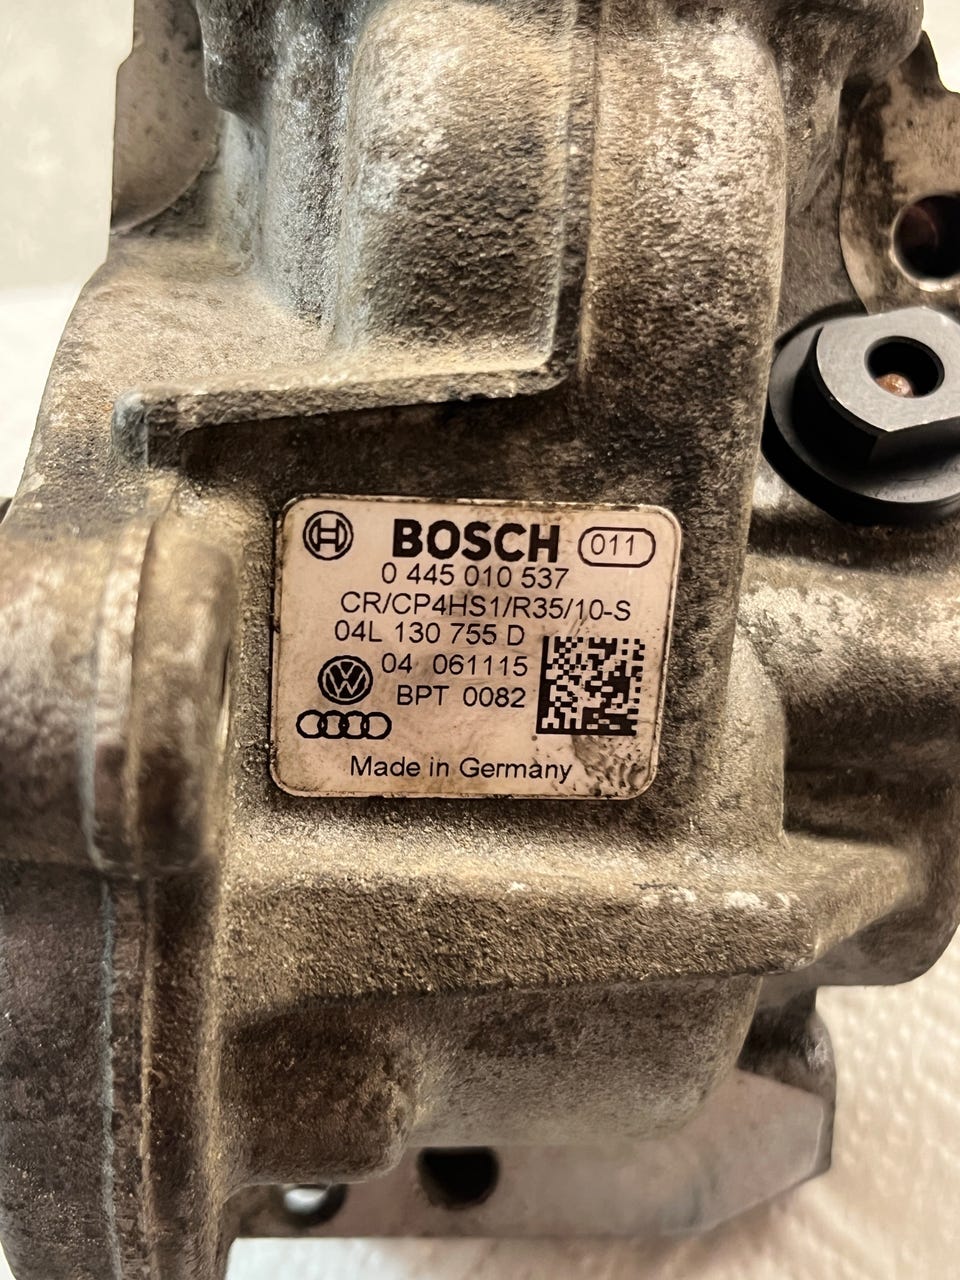 BOSCH 011
0 445 010 537
CR/CP4HS1/R35/10-S
04L 130 755 D
04 061115
BPT 0082
Made in Germany